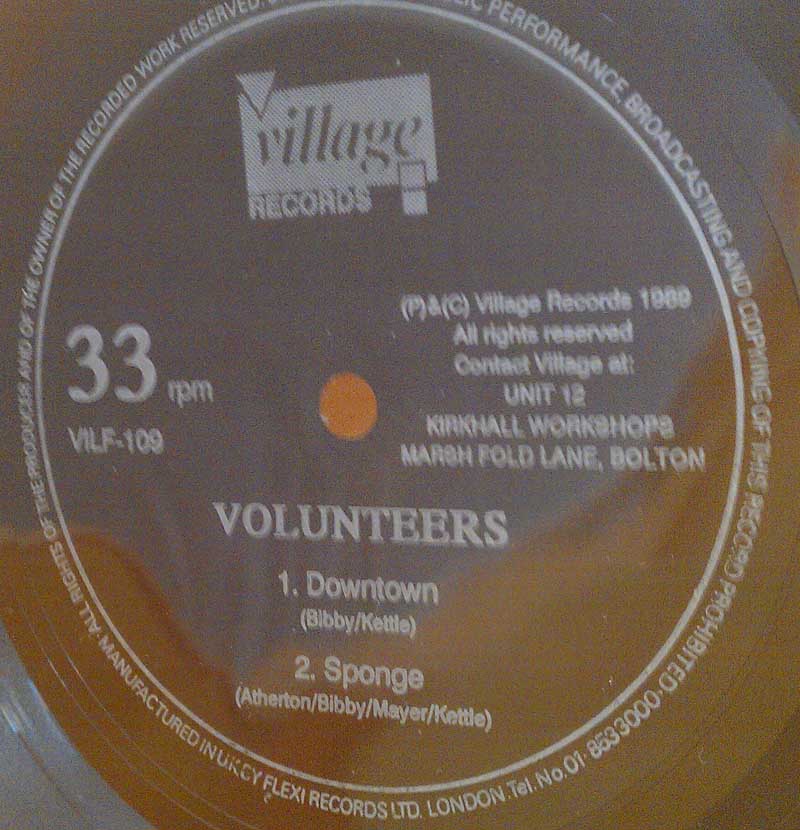 village
RECORDS
33 rpm
VILF-109
(P)&(C) Village Records 1989
All rights reserved
Contact Village at:
UNIT 12
KIRKHALL WORKSHOPS
MARSH FOLD LANE, BOLTON
VOLUNTEERS
1. Downtown
(Bibby/Kettle)
2. Sponge
(Atherton/Bibby/Mayer/Kettle)
ALL RIGHTS OF THE PRODUCER AND OF THE OWNER OF THE RECORDED WORK RESERVED. PERFORMANCE, BROADCASTING AND COPYING OF THIS RECORD PROHIBITED.
MANUFACTURED IN U.K. FLEXI RECORDS LTD. LONDON. Tel. No. 01-8533000.